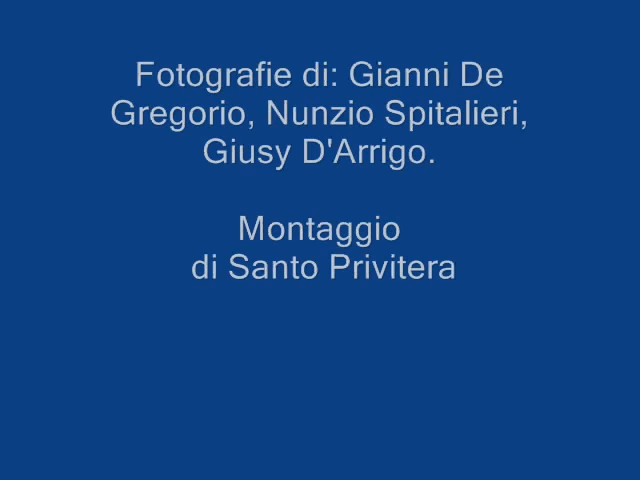 Fotografie di: Gianni De
Gregorio, Nunzio Spitalieri,
Giusy D'Arrigo.
Montaggio
di Santo Privitera